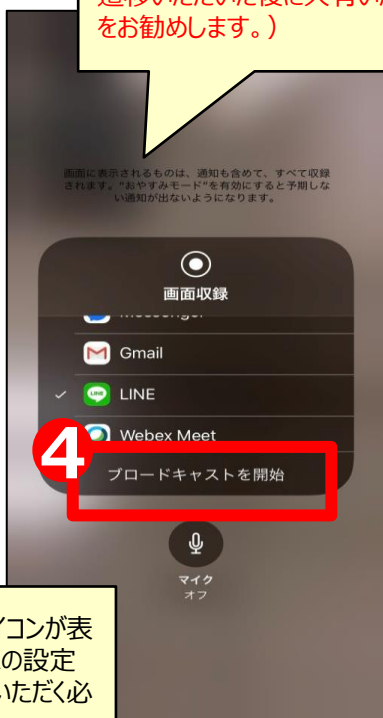 をお勧めします。）
画面に表示されるものは、通知も含めて、すべて収録
されます。“おやすみモード”を有効にすると予期しな
い通知が出ないようになります。
画面収録
Gmail
LINE
Webex Meet
4
ブロードキャストを開始
マイク
オフ
イコンが表
の設定
いただく必